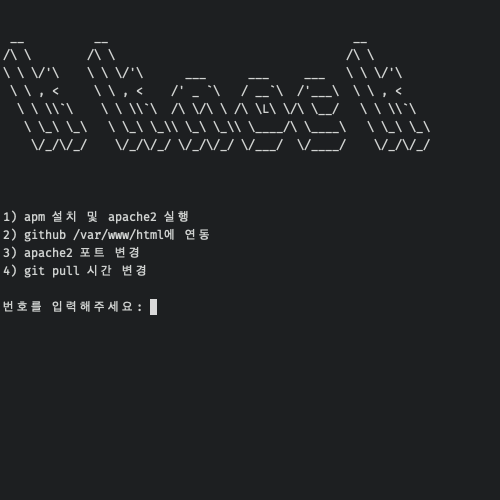 kknock
1) apm 설치 및 apache2 실행
2) github /var/www/html에 연동
3) apache2 포트 변경
4) git pull 시간 변경
번호를 입력해주세요: